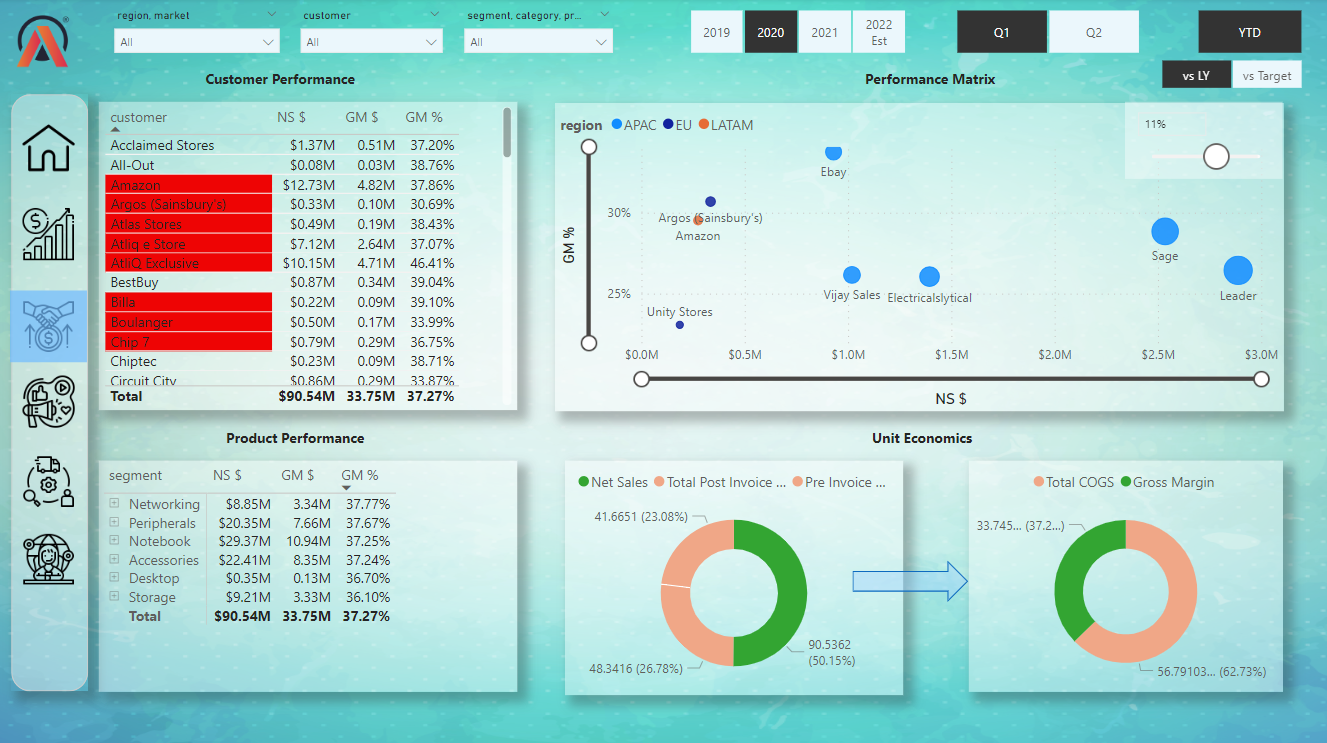 region, market
customer
segment, category, pr...
All
All
All
2019
2020
2021
2022
Est
Q1
Q2
YTD
vs LY
vs Target
Customer Performance
customer NS $ GM $ GM %
Acclaimed Stores $1.37M 0.51M 37.20%
All-Out $0.08M 0.03M 38.76%
Amazon $12.73M 4.82M 37.86%
Argos (Sainsbury's) $0.33M 0.10M 30.69%
Atlas Stores $0.49M 0.19M 38.43%
Atliq e Store $7.12M 2.64M 37.07%
AtliQ Exclusive $10.15M 4.71M 46.41%
BestBuy $0.87M 0.34M 39.04%
Billa $0.22M 0.09M 39.10%
Boulanger $0.50M 0.17M 33.99%
Chip 7 $0.79M 0.29M 36.75%
Chiptec $0.23M 0.09M 38.71%
Circuit City $0.86M 0.29M 33.87%
Total $90.54M 33.75M 37.27%
Performance Matrix
region APAC EU LATAM
11%
Ebay
30%
Argos (Sainsbury's)
Amazon
Sage
GM %
25%
Vijay Sales
Electricalslytical
Leader
Unity Stores
$0.0M $0.5M $1.0M $1.5M $2.0M $2.5M $3.0M
NS $
Product Performance
segment NS $ GM $ GM %
Networking $8.85M 3.34M 37.77%
Peripherals $20.35M 7.66M 37.67%
Notebook $29.37M 10.94M 37.25%
Accessories $22.41M 8.35M 37.24%
Desktop $0.35M 0.13M 36.70%
Storage $9.21M 3.33M 36.10%
Total $90.54M 33.75M 37.27%
Unit Economics
Net Sales Total Post Invoice ... Pre Invoice ...
41.6651 (23.08%)
48.3416 (26.78%)
90.5362
(50.15%)
Total COGS Gross Margin
33.745... (37.2...)
56.79103... (62.73%)